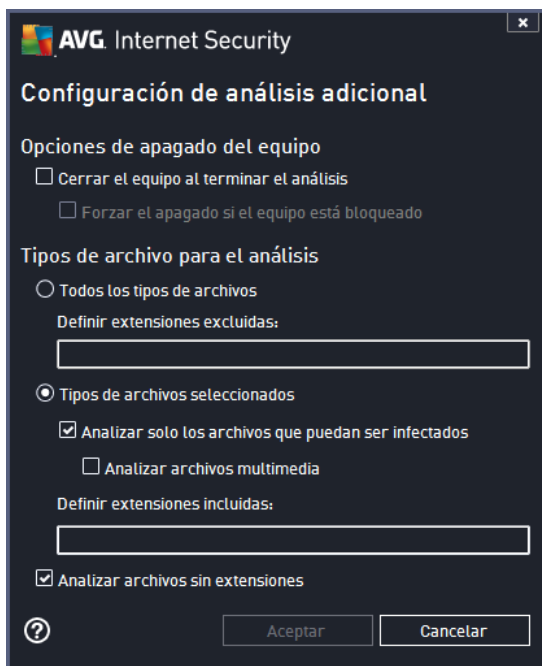 AVG. Internet Security
Configuración de análisis adicional
Opciones de apagado del equipo
Cerrar el equipo al terminar el análisis
Forzar el apagado si el equipo está bloqueado
Tipos de archivo para el análisis
Todos los tipos de archivos
Definir extensiones excluidas:
Tipos de archivos seleccionados
Analizar solo los archivos que puedan ser infectados
Analizar archivos multimedia
Definir extensiones incluidas:
Analizar archivos sin extensiones
Aceptar
Cancelar